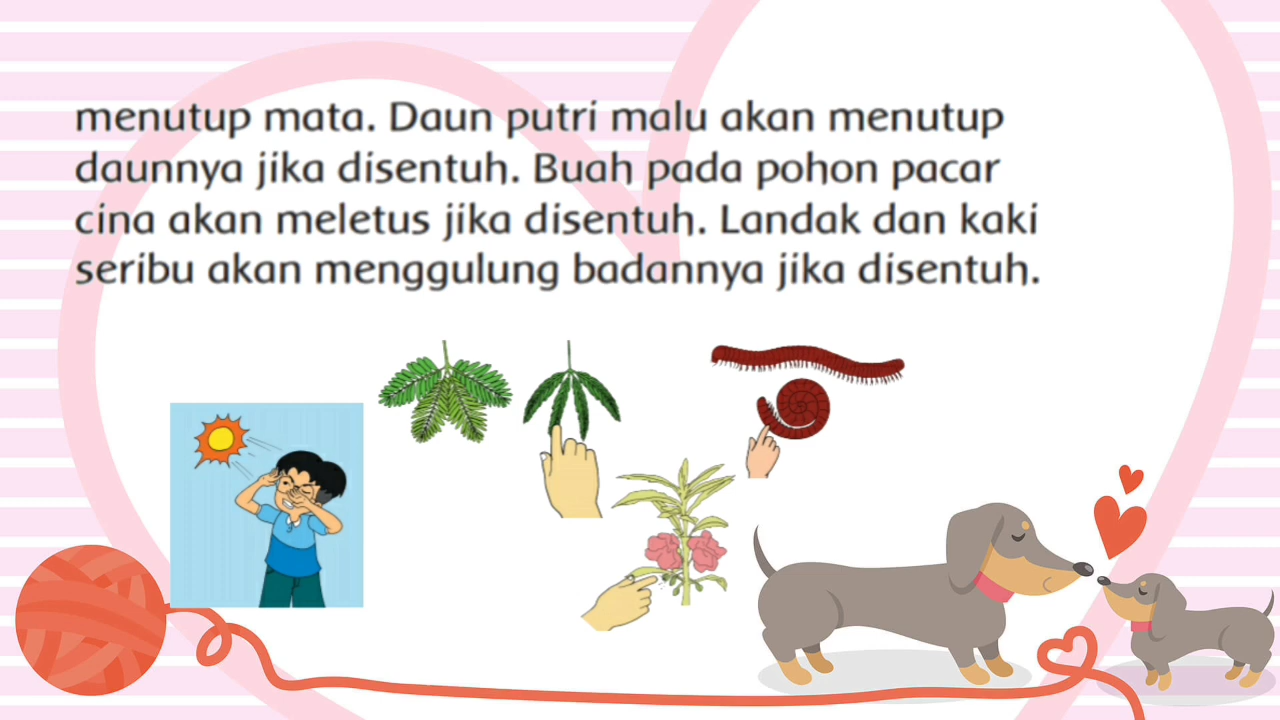 menutup mata. Daun putri malu akan menutup
daunnya jika disentuh. Buah pada pohon pacar
cina akan meletus jika disentuh. Landak dan kaki
seribu akan menggulung badannya jika disentuh.